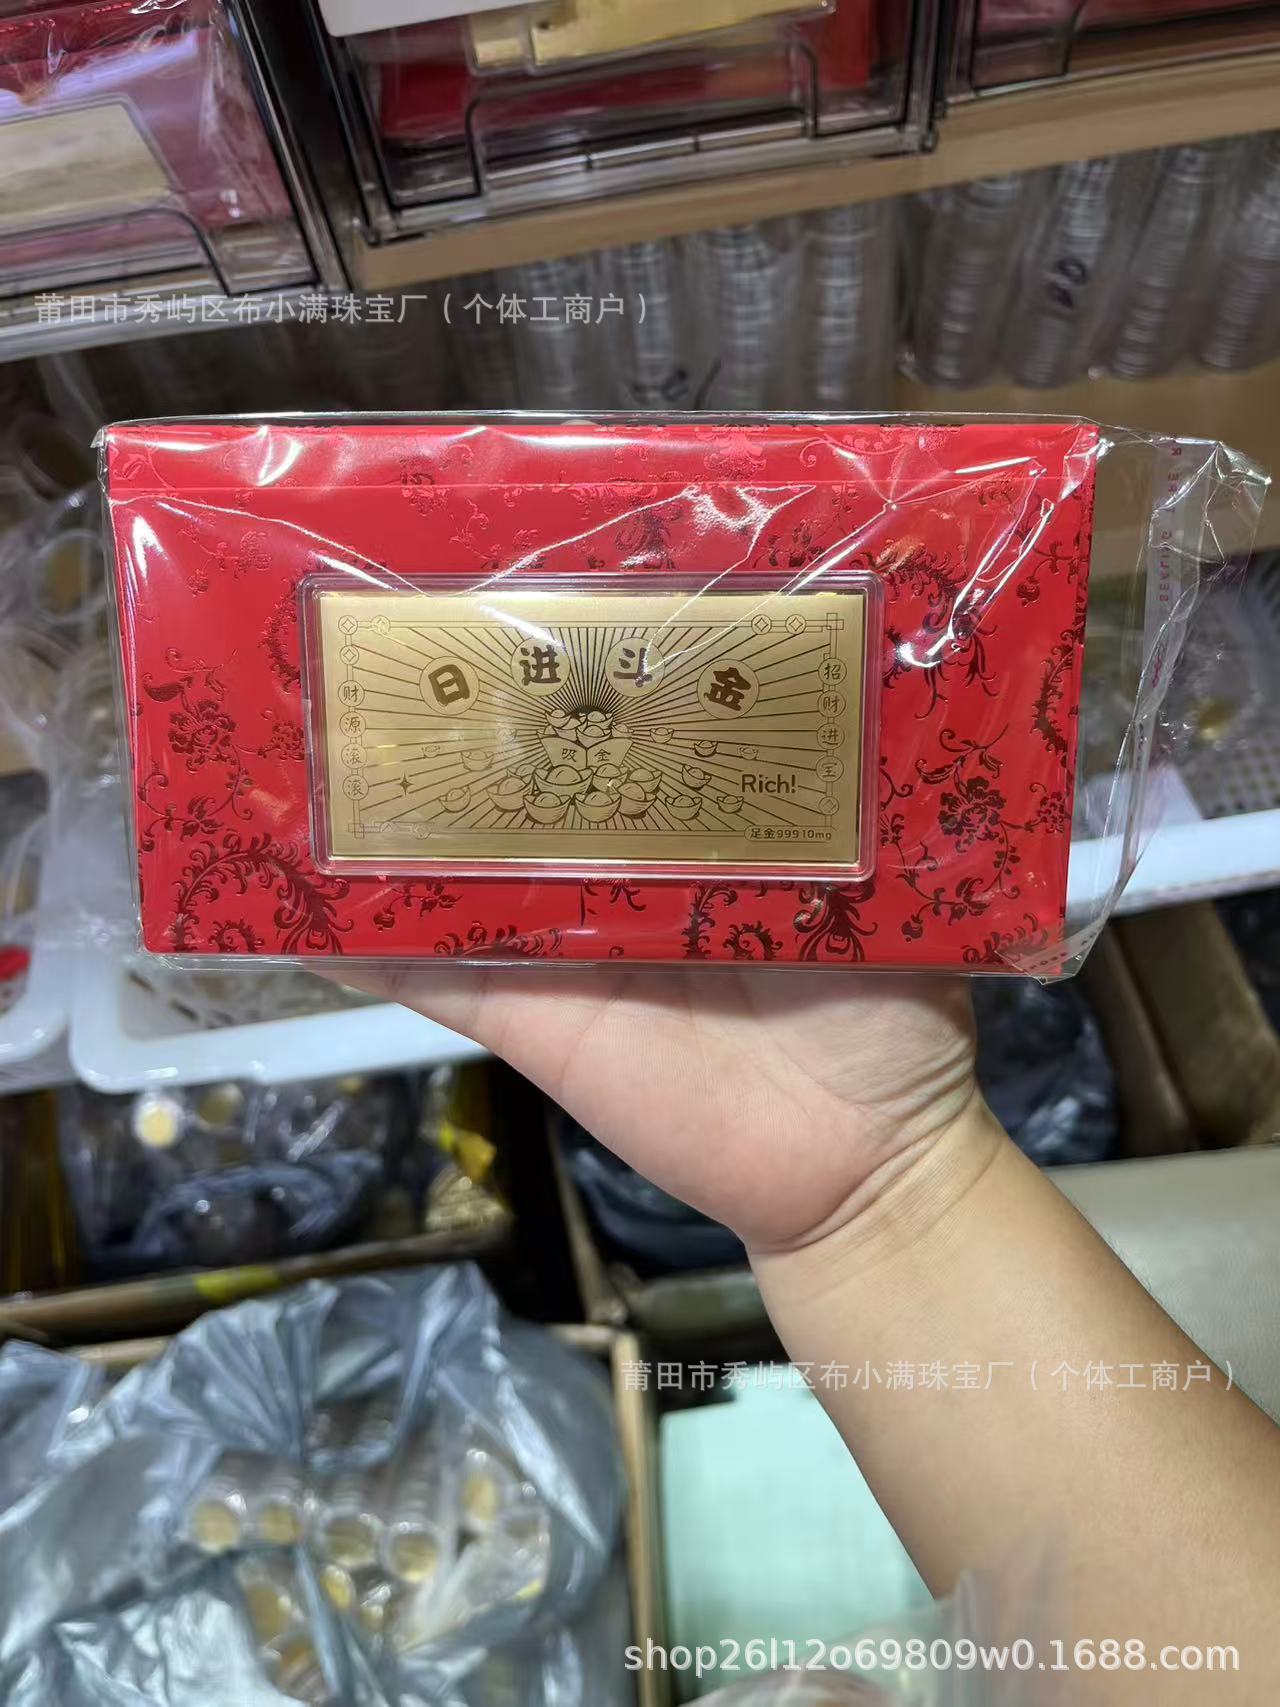 莆田市秀屿区布小满珠宝厂（个体工商户）
日进斗金
财源滚滚
招财进宝
吸金
Rich!
足金999 10mg
SEALING
莆田市秀屿区布小满珠宝厂（个体工商户）
shop26l12o69809w0.1688.com